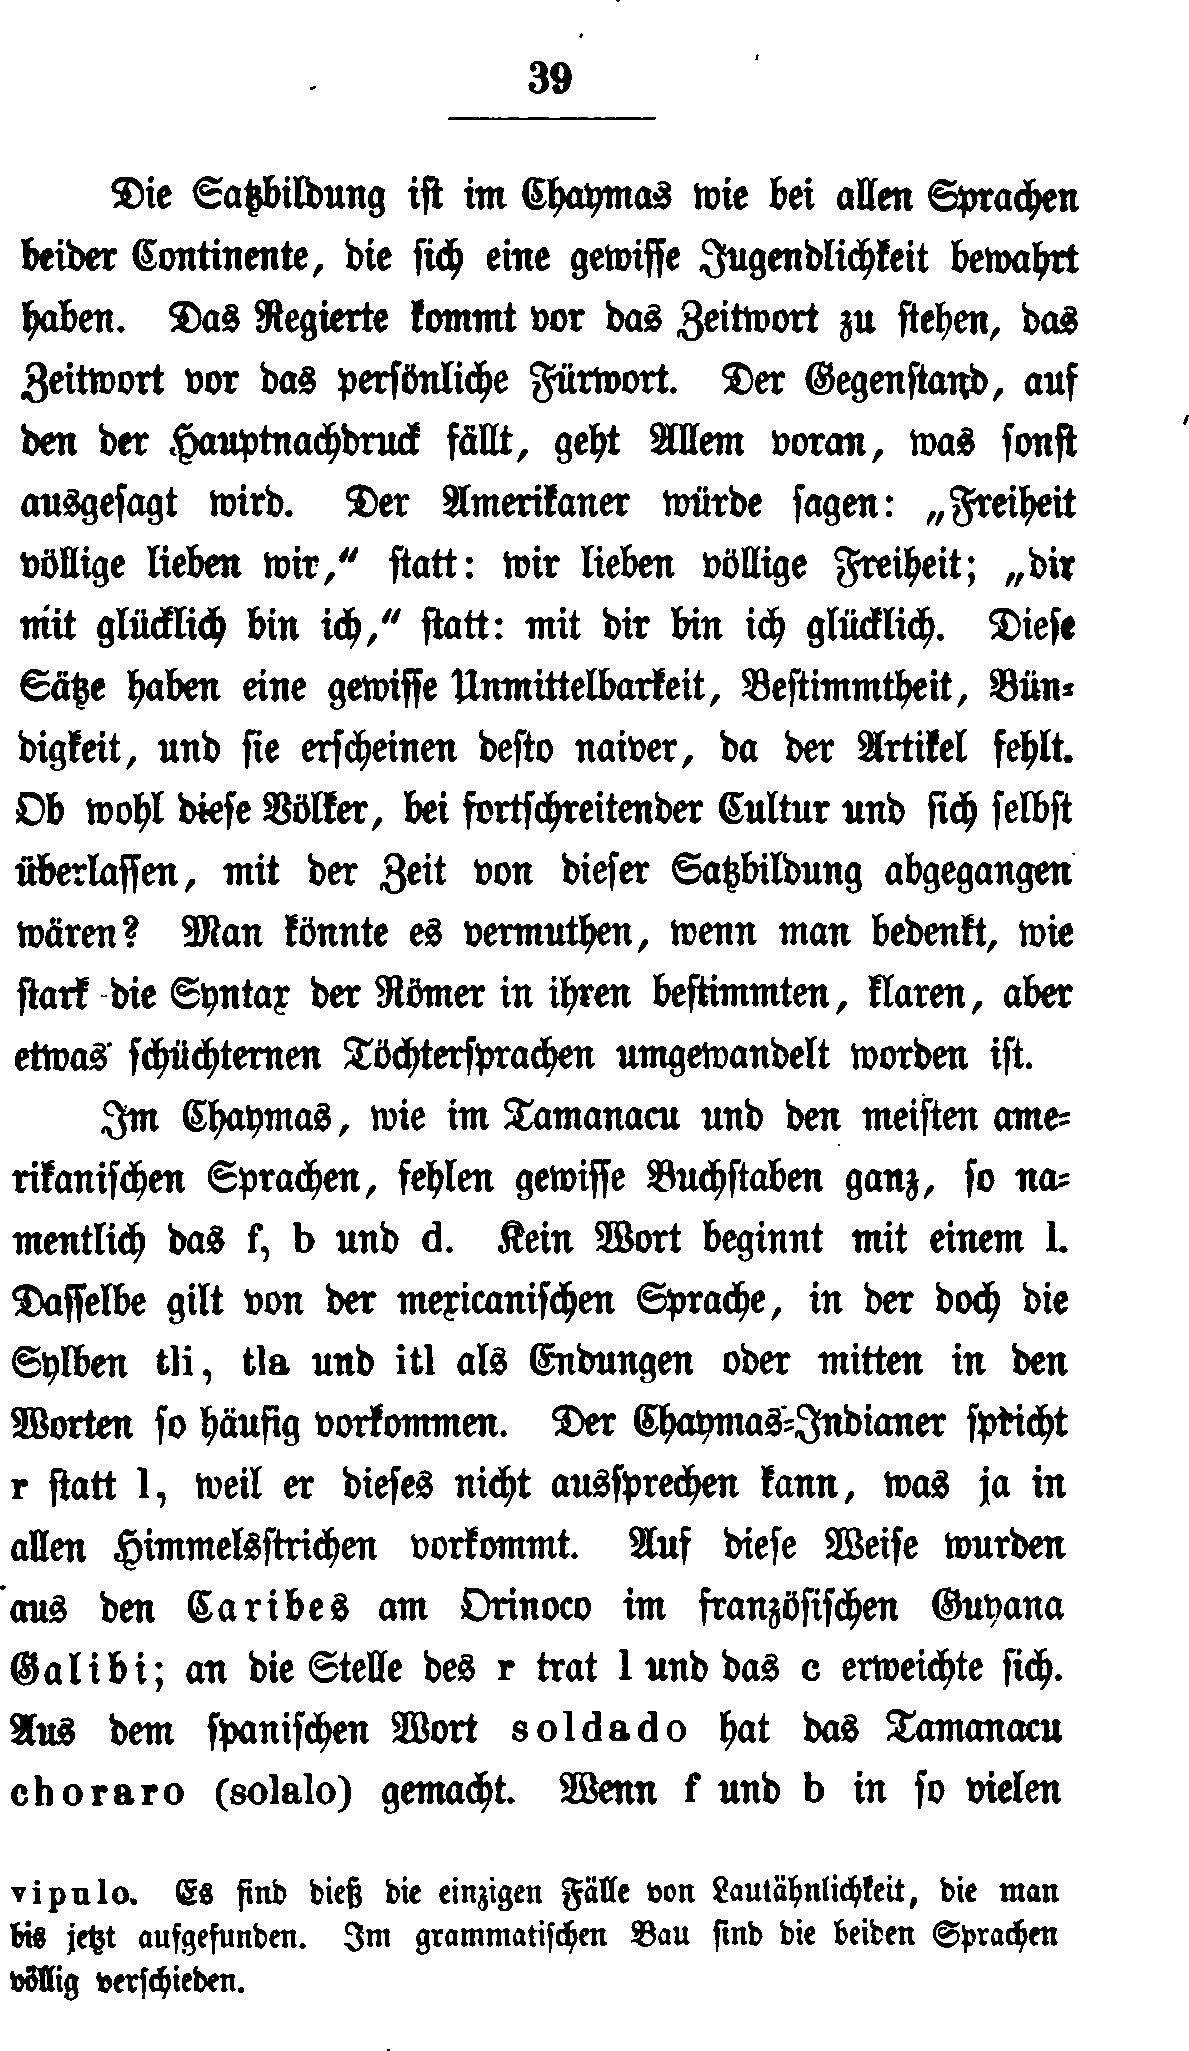 39
Die Satzbildung ist im Chaymas wie bei allen Sprachen
beider Continente, die sich eine gewisse Jugendlichkeit bewahrt
haben. Das Regierte kommt vor das Zeitwort zu stehen, das
Zeitwort vor das persönliche Fürwort. Der Gegenstand, auf
den der Hauptnachdruck fällt, geht Allem voran, was sonst
ausgesagt wird. Der Amerikaner würde sagen: „Freiheit
völlige lieben wir,“ statt: wir lieben völlige Freiheit; „dir
mit glücklich bin ich,“ statt: mit dir bin ich glücklich. Diese
Sätze haben eine gewisse Unmittelbarkeit, Bestimmtheit, Bün-
digkeit, und sie erscheinen desto naiver, da der Artikel fehlt.
Ob wohl diese Völker, bei fortschreitender Cultur und sich selbst
überlassen, mit der Zeit von dieser Satzbildung abgegangen
wären? Man könnte es vermuthen, wenn man bedenkt, wie
stark die Syntax der Römer in ihren bestimmten, klaren, aber
etwas schüchternen Töchtersprachen umgewandelt worden ist.
Im Chaymas, wie im Tamanacu und den meisten ame-
rikanischen Sprachen, fehlen gewisse Buchstaben ganz, so na-
mentlich das f, b und d. Kein Wort beginnt mit einem l.
Dasselbe gilt von der mexicanischen Sprache, in der doch die
Sylben tli, tla und itl als Endungen oder mitten in den
Worten so häufig vorkommen. Der Chaymas-Indianer spricht
r statt l, weil er dieses nicht aussprechen kann, was ja in
allen Himmelsstrichen vorkommt. Auf diese Weise wurden
aus den Caribes am Orinoco im französischen Guyana
Galibi; an die Stelle des r trat l und das c erweichte sich.
Aus dem spanischen Wort soldado hat das Tamanacu
choraro (solalo) gemacht. Wenn f und b in so vielen
vipulo. Es sind dieß die einzigen Fälle von Lautähnlichkeit, die man
bis jetzt aufgefunden. Im grammatischen Bau sind die beiden Sprachen
völlig verschieden.